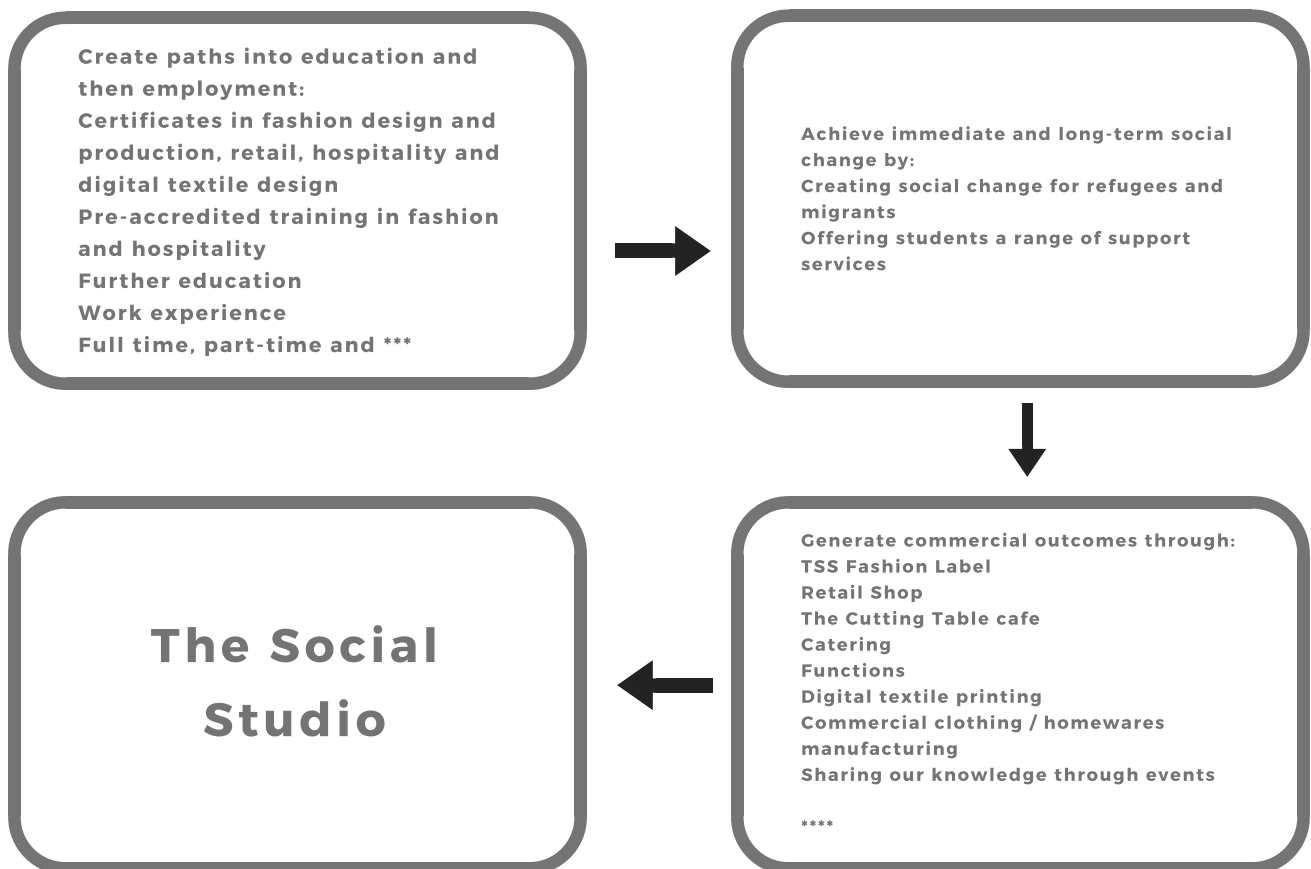 Create paths into education and
then employment:
Certificates in fashion design and
production, retail, hospitality and
digital textile design
Pre-accredited training in fashion
and hospitality
Further education
Work experience
Full time, part-time and ***
Achieve immediate and long-term social
change by:
Creating social change for refugees and
migrants
Offering students a range of support
services
Generate commercial outcomes through:
TSS Fashion Label
Retail Shop
The Cutting Table cafe
Catering
Functions
Digital textile printing
Commercial clothing / homewares
manufacturing
Sharing our knowledge through events
****
The Social
Studio